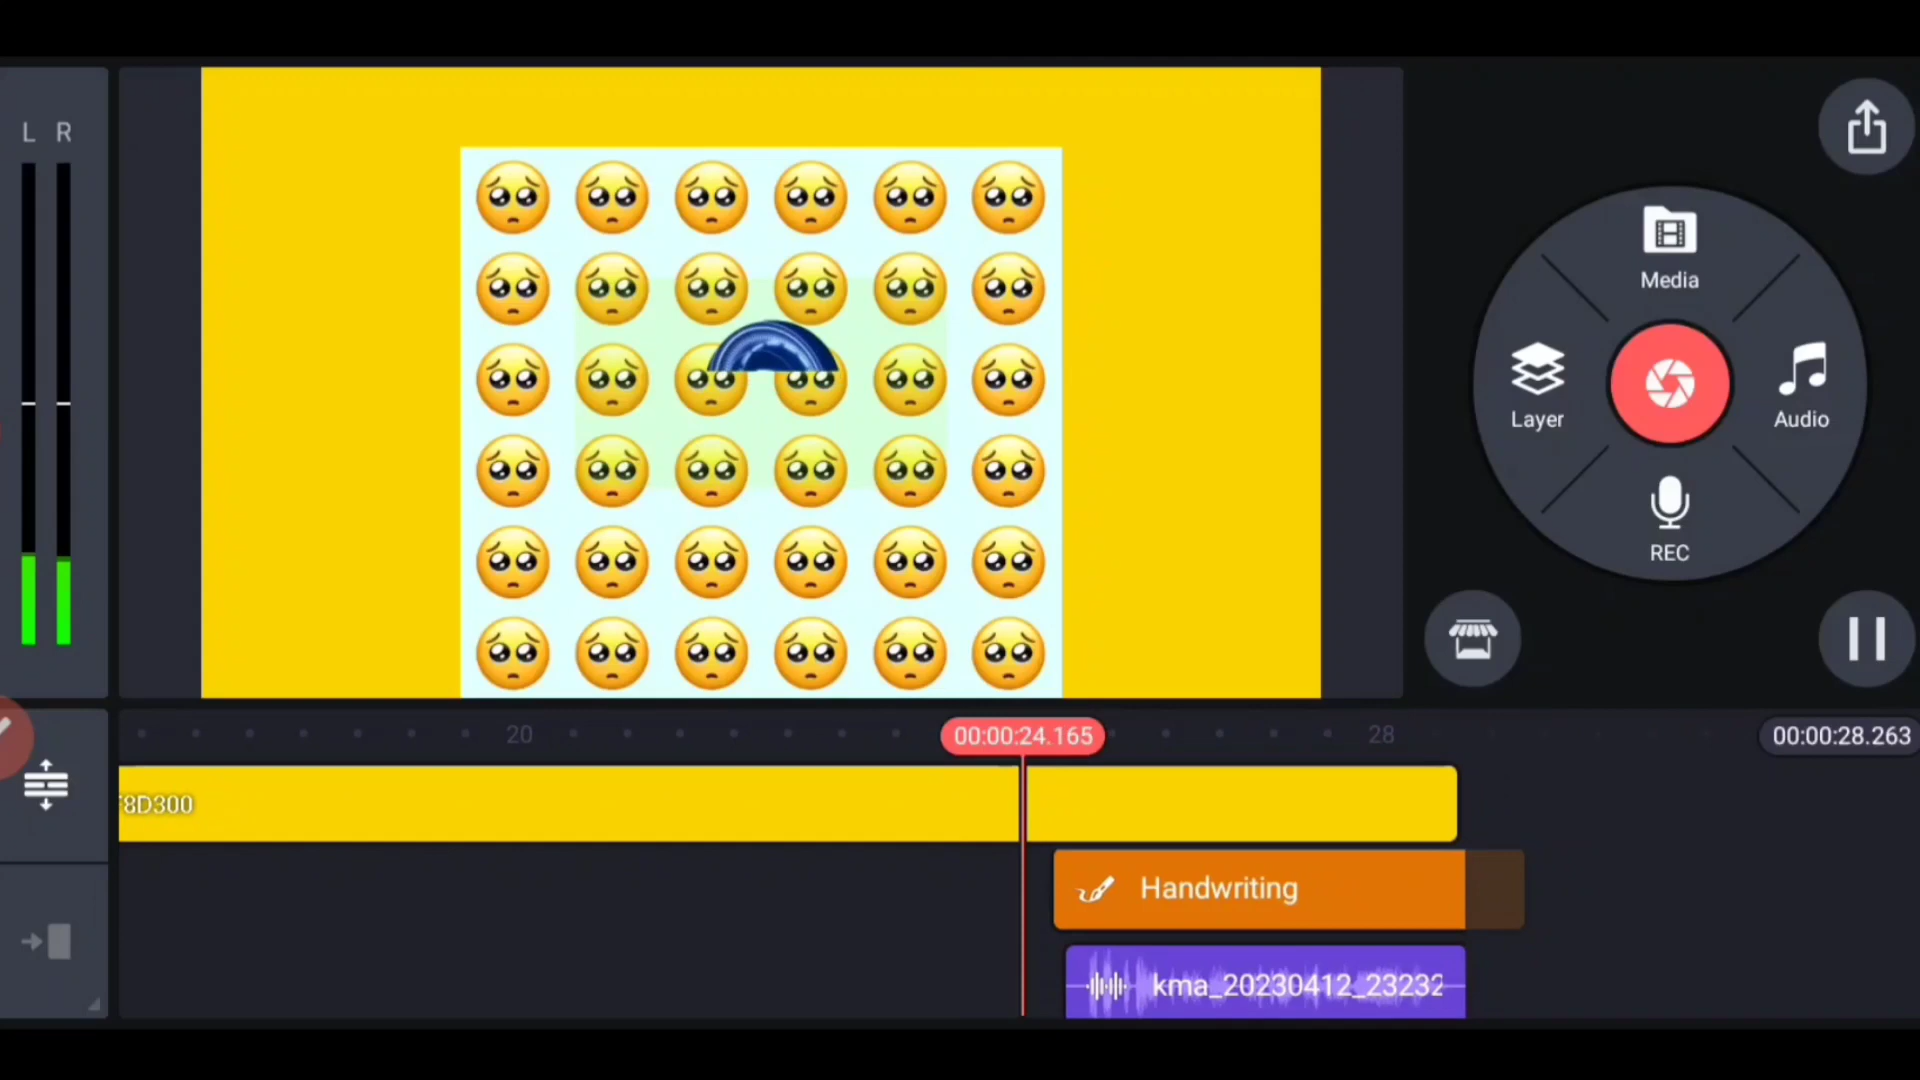 L R
Media
Layer
Audio
REC
20
00:00:24.165
28
00:00:28.263
8D300
Handwriting
kma_20230412_23232